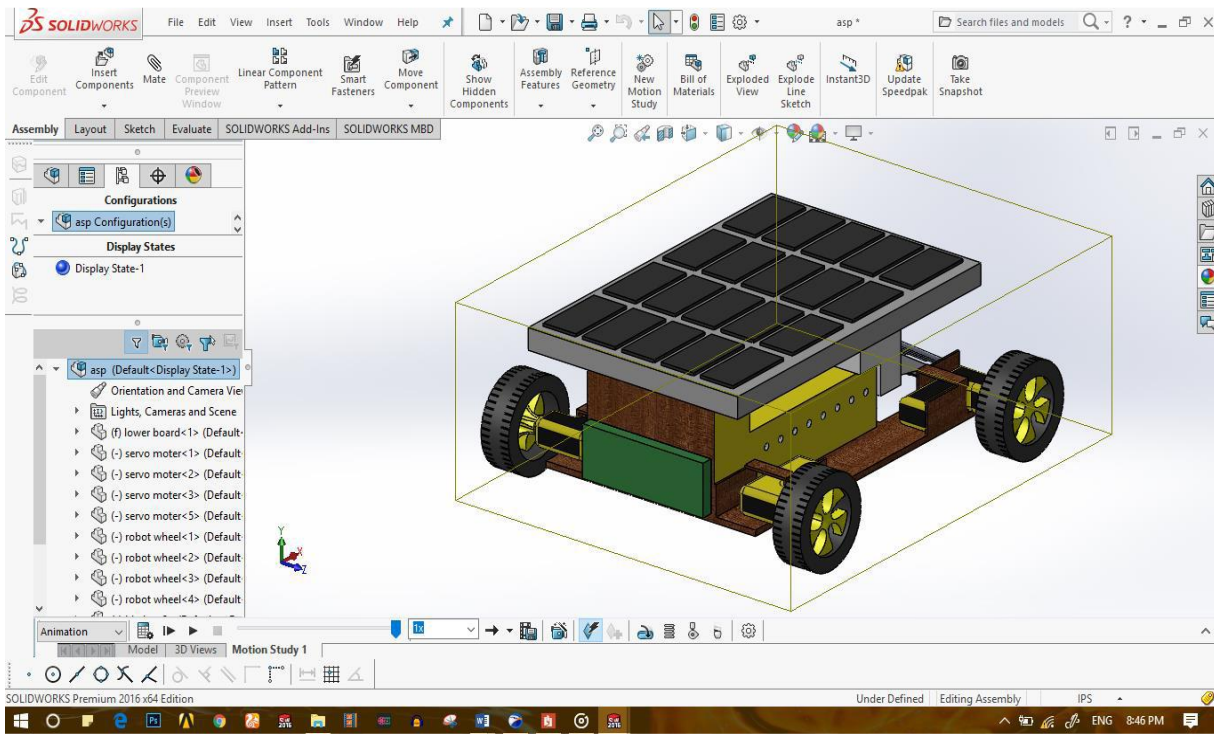 SOLIDWORKS File Edit View Insert Tools Window Help asp * Search files and models
Edit Component
Insert Components
Mate
Component Preview Window
Linear Component Pattern
Smart Fasteners
Move Component
Show Hidden Components
Assembly Features
Reference Geometry
New Motion Study
Bill of Materials
Exploded View
Explode Line Sketch
Instant3D
Update Speedpak
Take Snapshot
Assembly Layout Sketch Evaluate SOLIDWORKS Add-Ins SOLIDWORKS MBD
Configurations
asp Configuration(s)
Display States
Display State-1
asp (Default<Display State-1>)
Orientation and Camera Vie
Lights, Cameras and Scene
(f) lower board<1> (Default
(-) servo moter<1> (Default
(-) servo moter<2> (Default
(-) servo moter<3> (Default
(-) servo moter<5> (Default
(-) robot wheel<1> (Default
(-) robot wheel<2> (Default
(-) robot wheel<3> (Default
(-) robot wheel<4> (Default
Y
X
Z
Animation 1x
Model 3D Views Motion Study 1
SOLIDWORKS Premium 2016 x64 Edition Under Defined Editing Assembly IPS
ENG 8:46 PM